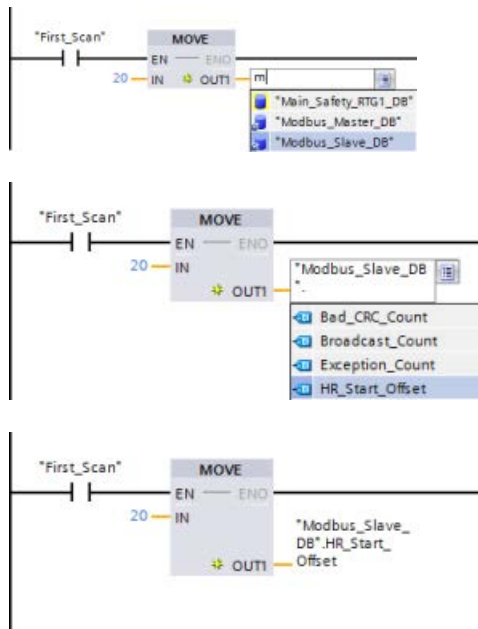 "First_Scan"
MOVE
EN ENO
20 IN OUT1 m
"Main_Safety_RTG1_DB"
"Modbus_Master_DB"
"Modbus_Slave_DB"
"First_Scan"
MOVE
EN ENO
20 IN
"Modbus_Slave_DB
OUT1 ".
Bad_CRC_Count
Broadcast_Count
Exception_Count
HR_Start_Offset
"First_Scan"
MOVE
EN ENO
20 IN
"Modbus_Slave_
DB".HR_Start_
OUT1 Offset